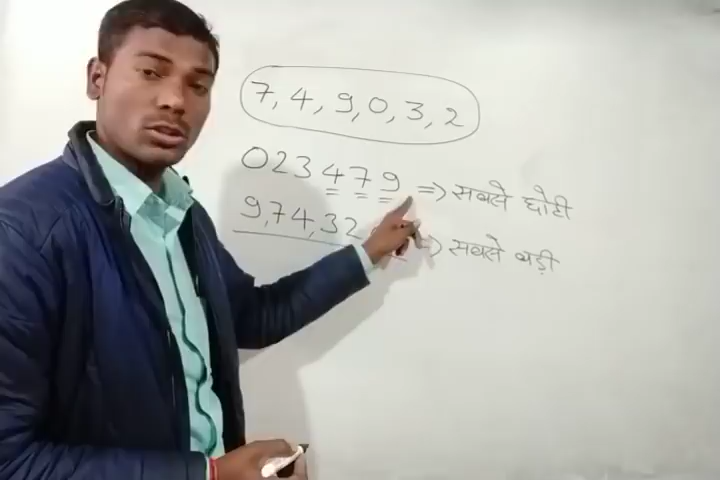 7, 4, 9, 0, 3, 2
023479 => सबसे छोटी
9,74,32 => सबसे बड़ी